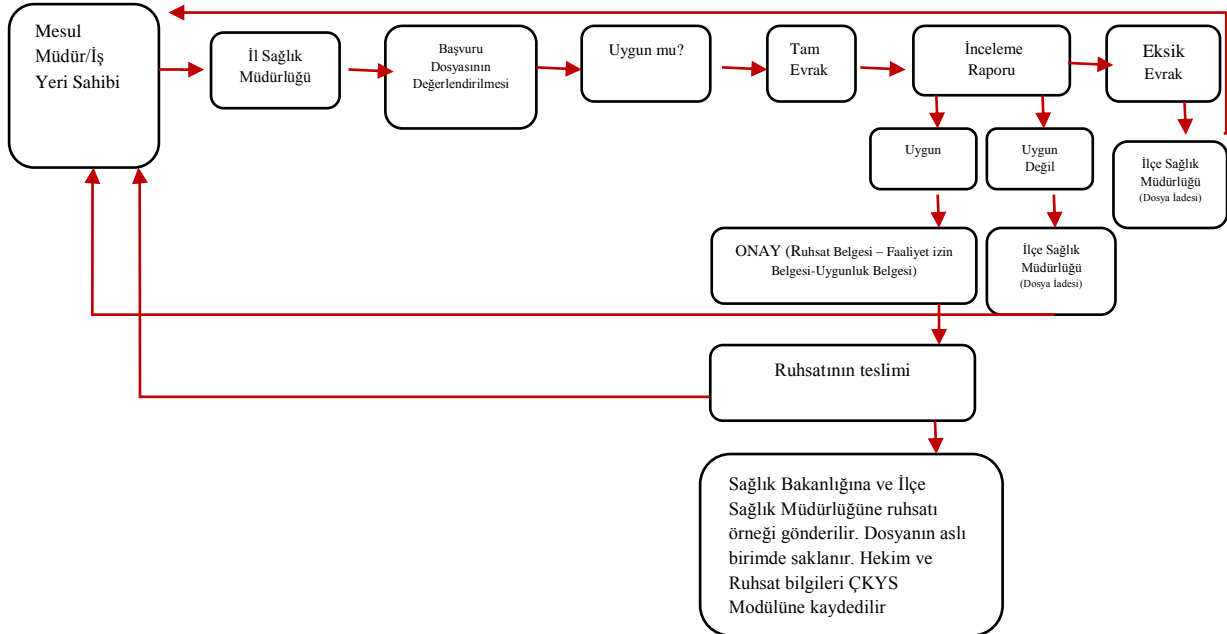 Mesul
Müdür/İş
Yeri Sahibi
İl Sağlık
Müdürlüğü
Başvuru
Dosyasının
Değerlendirilmesi
Uygun mu?
Tam
Evrak
İnceleme
Raporu
Eksik
Evrak
Uygun
Uygun
Değil
İlçe Sağlık
Müdürlüğü
(Dosya İadesi)
ONAY (Ruhsat Belgesi – Faaliyet izin
Belgesi-Uygunluk Belgesi)
İlçe Sağlık
Müdürlüğü
(Dosya İadesi)
Ruhsatının teslimi
Sağlık Bakanlığına ve İlçe
Sağlık Müdürlüğüne ruhsatı
örneği gönderilir. Dosyanın aslı
birimde saklanır. Hekim ve
Ruhsat bilgileri ÇKYS
Modülüne kaydedilir